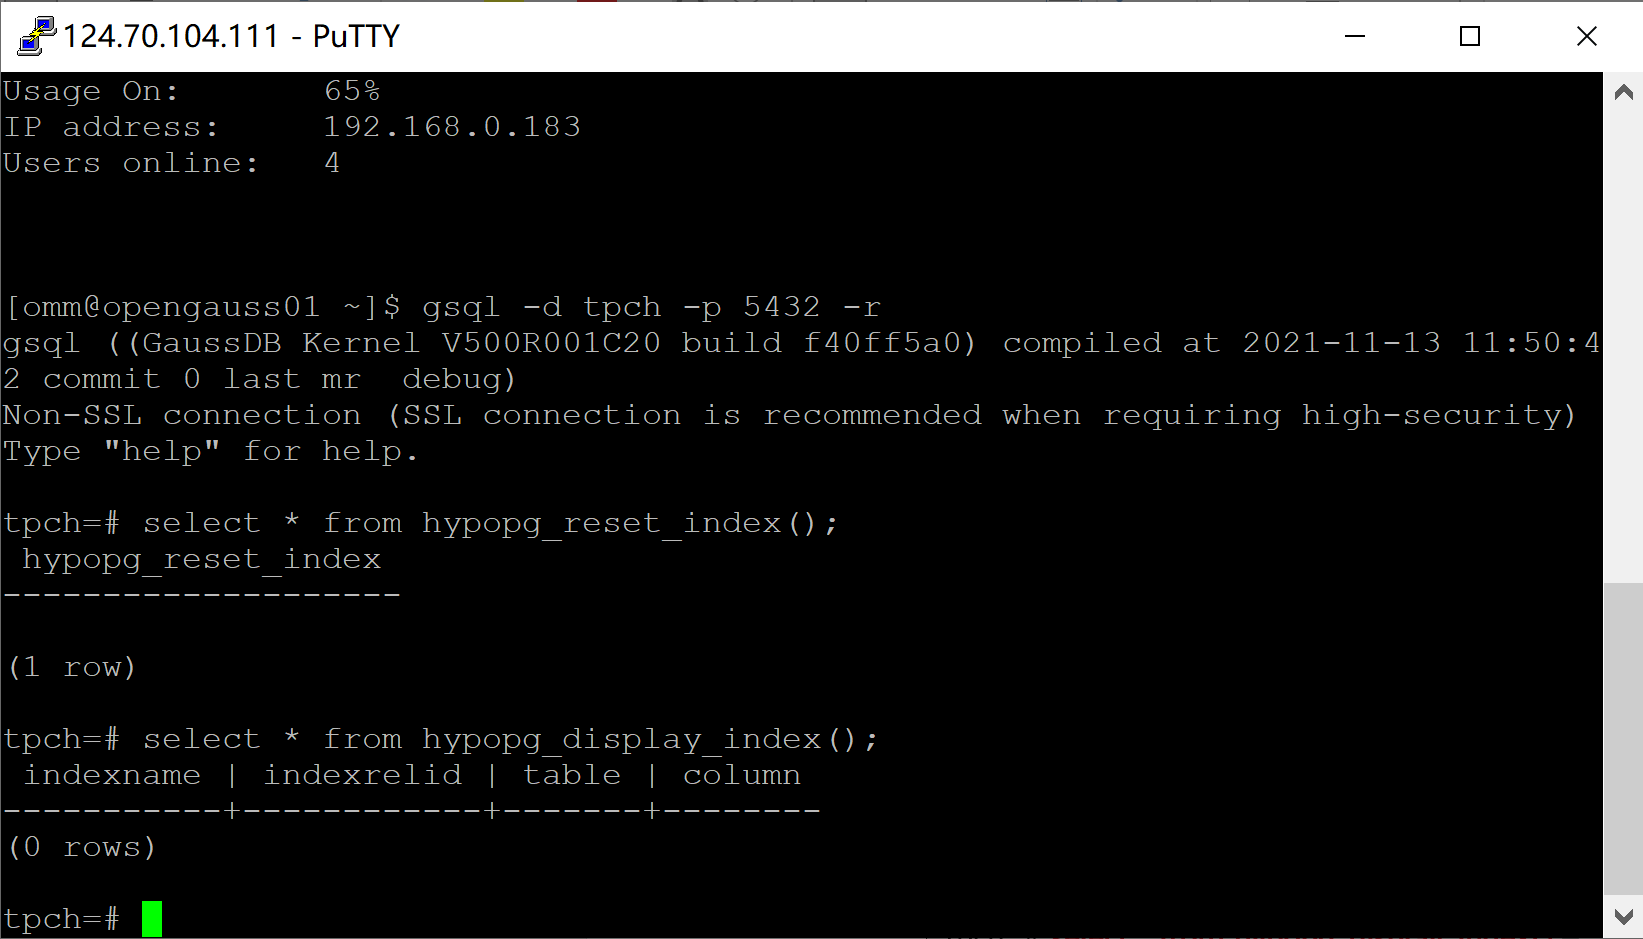 124.70.104.111 - PuTTY
Usage On:       65%
IP address:     192.168.0.183
Users online:   4
[omm@opengauss01 ~]$ gsql -d tpch -p 5432 -r
gsql ((GaussDB Kernel V500R001C20 build f40ff5a0) compiled at 2021-11-13 11:50:4
2 commit 0 last mr  debug)
Non-SSL connection (SSL connection is recommended when requiring high-security)
Type "help" for help.
tpch=# select * from hypopg_reset_index();
 hypopg_reset_index
--------------------
(1 row)
tpch=# select * from hypopg_display_index();
 indexname | indexrelid | table | column
-----------+------------+-------+--------
(0 rows)
tpch=#